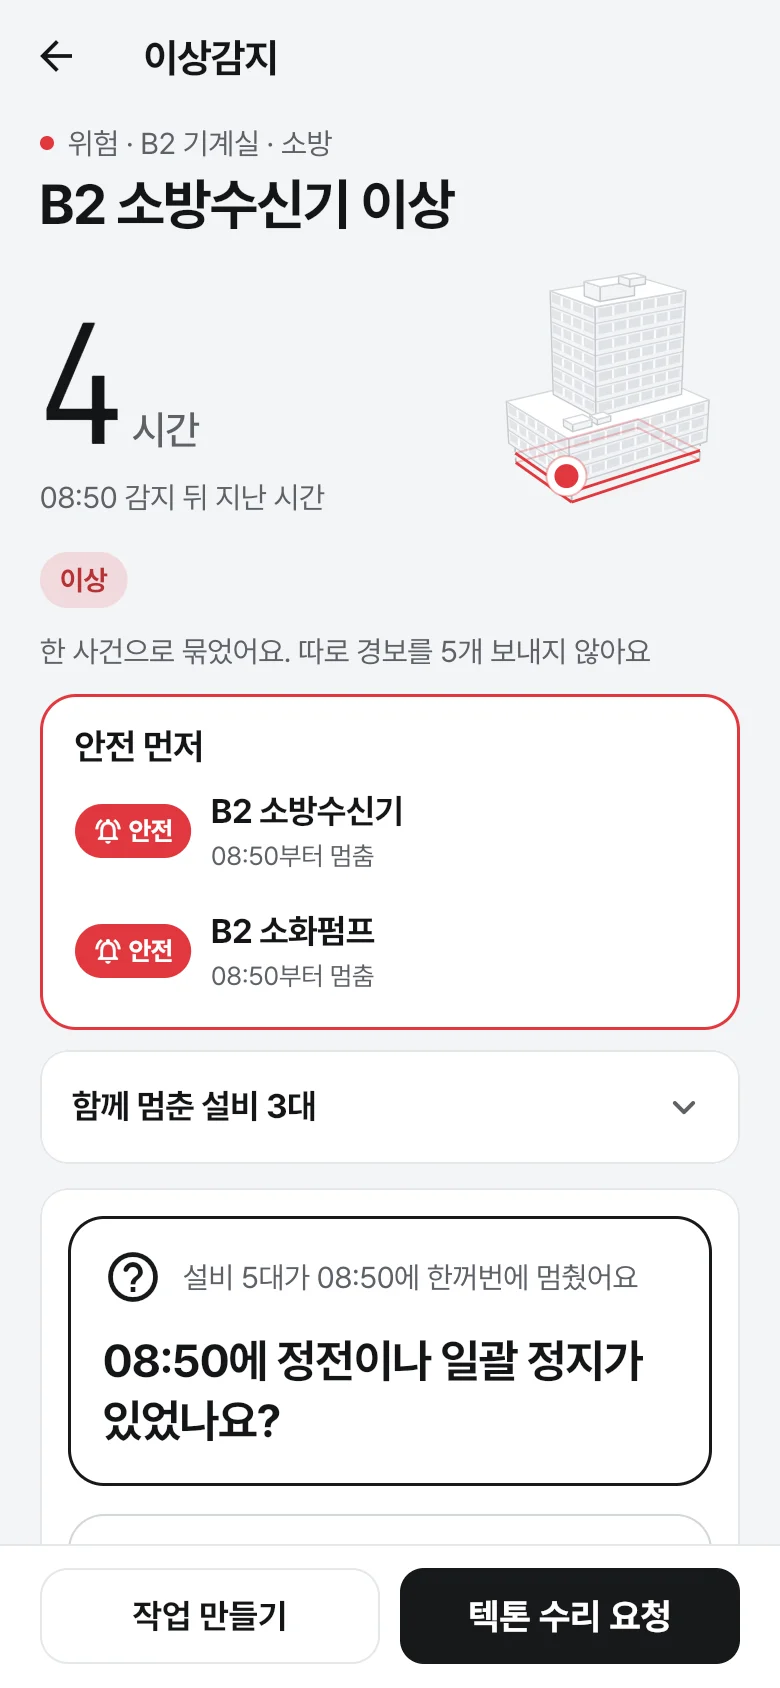 이상감지
위험 · B2 기계실 · 소방
B2 소방수신기 이상
4 시간
08:50 감지 뒤 지난 시간
이상
한 사건으로 묶었어요. 따로 경보를 5개 보내지 않아요
안전 먼저
안전
B2 소방수신기
08:50부터 멈춤
안전
B2 소화펌프
08:50부터 멈춤
함께 멈춘 설비 3대
설비 5대가 08:50에 한꺼번에 멈췄어요
08:50에 정전이나 일괄 정지가
있었나요?
작업 만들기
텍톤 수리 요청